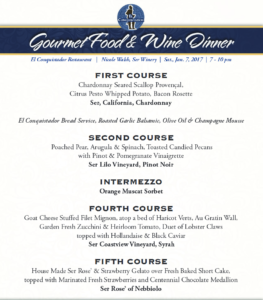 Gourmet Food & Wine Dinner
El Conquistador Restaurant | Nicole Walsh, Ser Winery | Sat., Jan. 7, 2017 | 7 - 10 pm
FIRST COURSE
Chardonnay Seared Scallop Provençal,
Citrus Pesto Whipped Potato, Bacon Rosette
Ser, California, Chardonnay
El Conquistador Bread Service, Roasted Garlic Balsamic, Olive Oil & Champagne Mousse
SECOND COURSE
Poached Pear, Arugula & Spinach, Toasted Candied Pecans
with Pinot & Pomegranate Vinaigrette
Ser Lilo Vineyard, Pinot Noir
INTERMEZZO
Orange Muscat Sorbet
FOURTH COURSE
Goat Cheese Stuffed Filet Mignon, atop a bed of Haricot Verts, Au Gratin Wall,
Garden Fresh Zucchini & Heirloom Tomato, Dust of Lobster Claws
topped with Hollandaise & Black Caviar
Ser Coastview Vineyard, Syrah
FIFTH COURSE
House Made Ser Rose' & Strawberry Gelato over Fresh Baked Short Cake,
topped with Marinated Fresh Strawberries and Centennial Chocolate Medallion
Ser Rose' of Nebbiolo